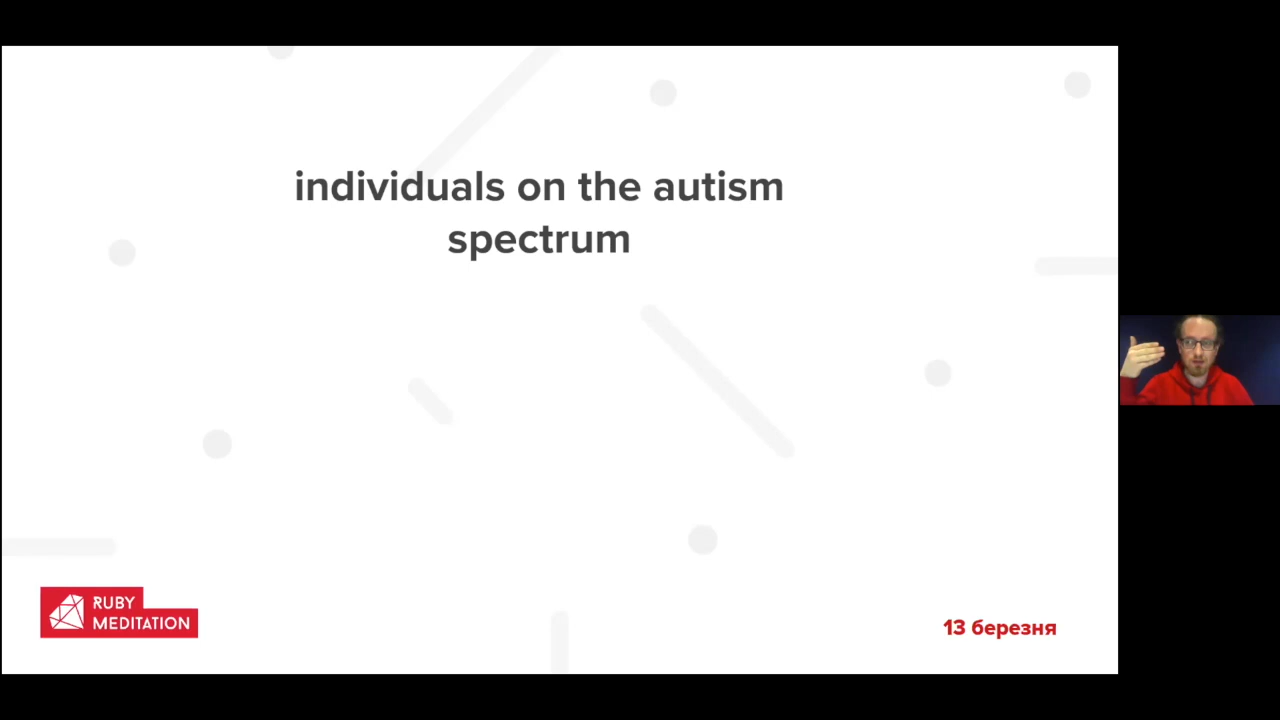 individuals on the autism
spectrum
RUBY
MEDITATION
13 березня